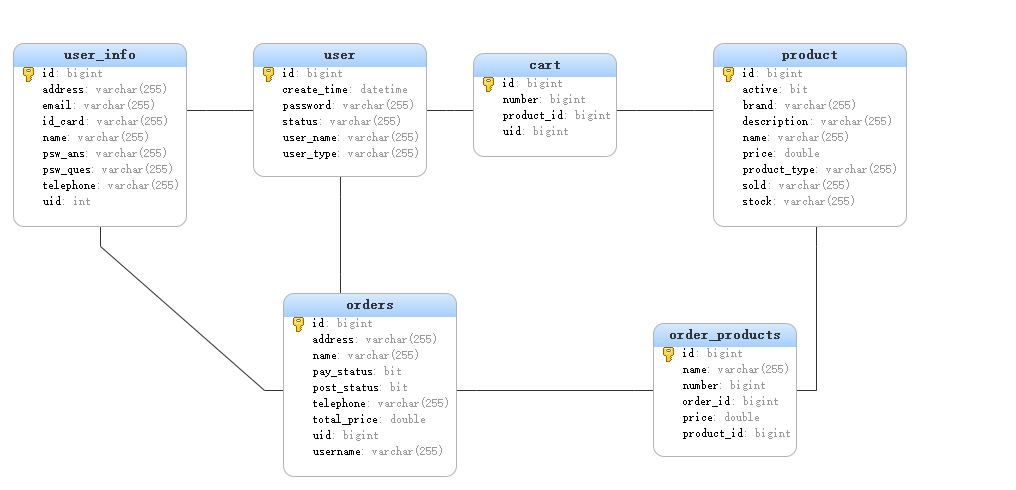 user_info
id: bigint
address: varchar(255)
email: varchar(255)
id_card: varchar(255)
name: varchar(255)
psw_ans: varchar(255)
psw_ques: varchar(255)
telephone: varchar(255)
uid: int
user
id: bigint
create_time: datetime
password: varchar(255)
status: varchar(255)
user_name: varchar(255)
user_type: varchar(255)
cart
id: bigint
number: bigint
product_id: bigint
uid: bigint
product
id: bigint
active: bit
brand: varchar(255)
description: varchar(255)
name: varchar(255)
price: double
product_type: varchar(255)
sold: varchar(255)
stock: varchar(255)
orders
id: bigint
address: varchar(255)
name: varchar(255)
pay_status: bit
post_status: bit
telephone: varchar(255)
total_price: double
uid: bigint
username: varchar(255)
order_products
id: bigint
name: varchar(255)
number: bigint
order_id: bigint
price: double
product_id: bigint